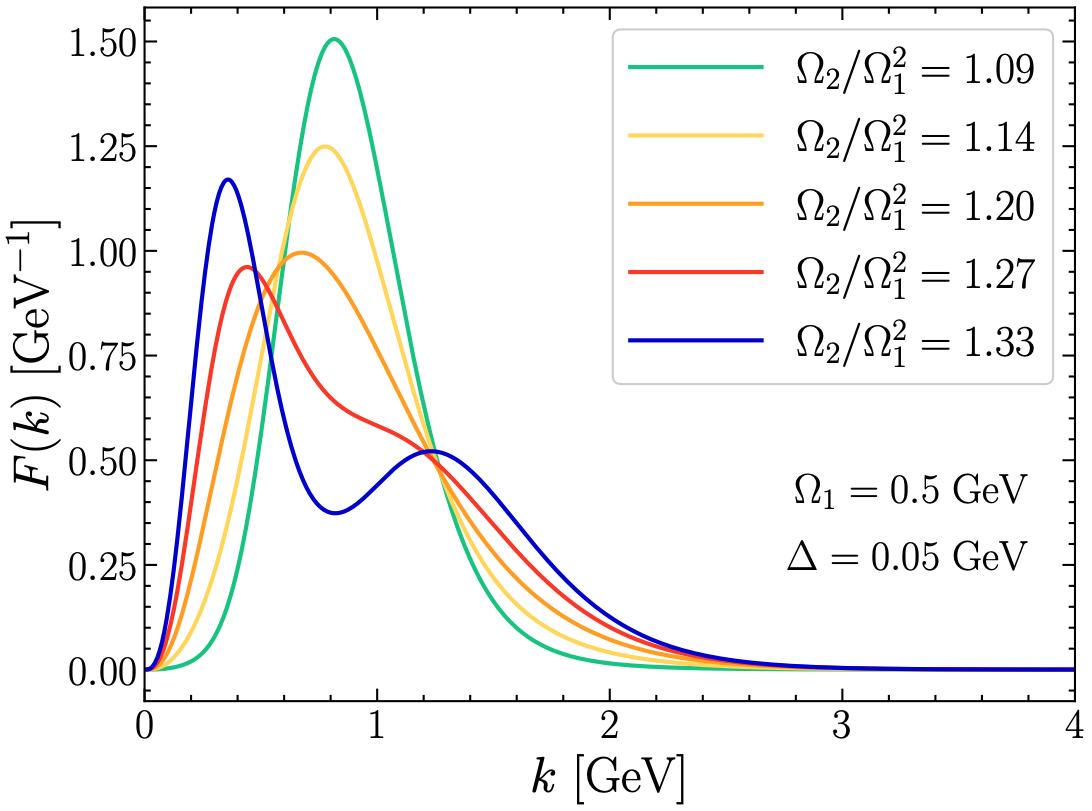 1.50
1.25
1.00
0.75
0.50
0.25
0.00
F(k) [GeV⁻¹]
Ω₂/Ω₁² = 1.09
Ω₂/Ω₁² = 1.14
Ω₂/Ω₁² = 1.20
Ω₂/Ω₁² = 1.27
Ω₂/Ω₁² = 1.33
Ω₁ = 0.5 GeV
Δ = 0.05 GeV
0 1 2 3 4
k [GeV]